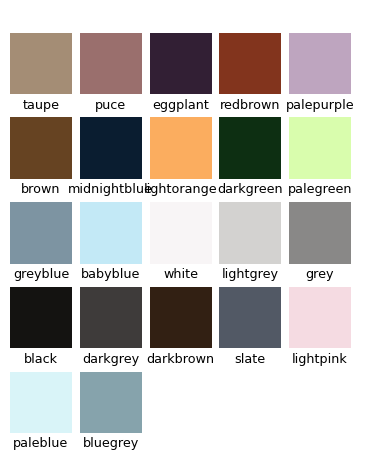 taupe puce eggplant redbrown palepurple
brown midnightblue lightorange darkgreen palegreen
greyblue babyblue white lightgrey grey
black darkgrey darkbrown slate lightpink
paleblue bluegrey